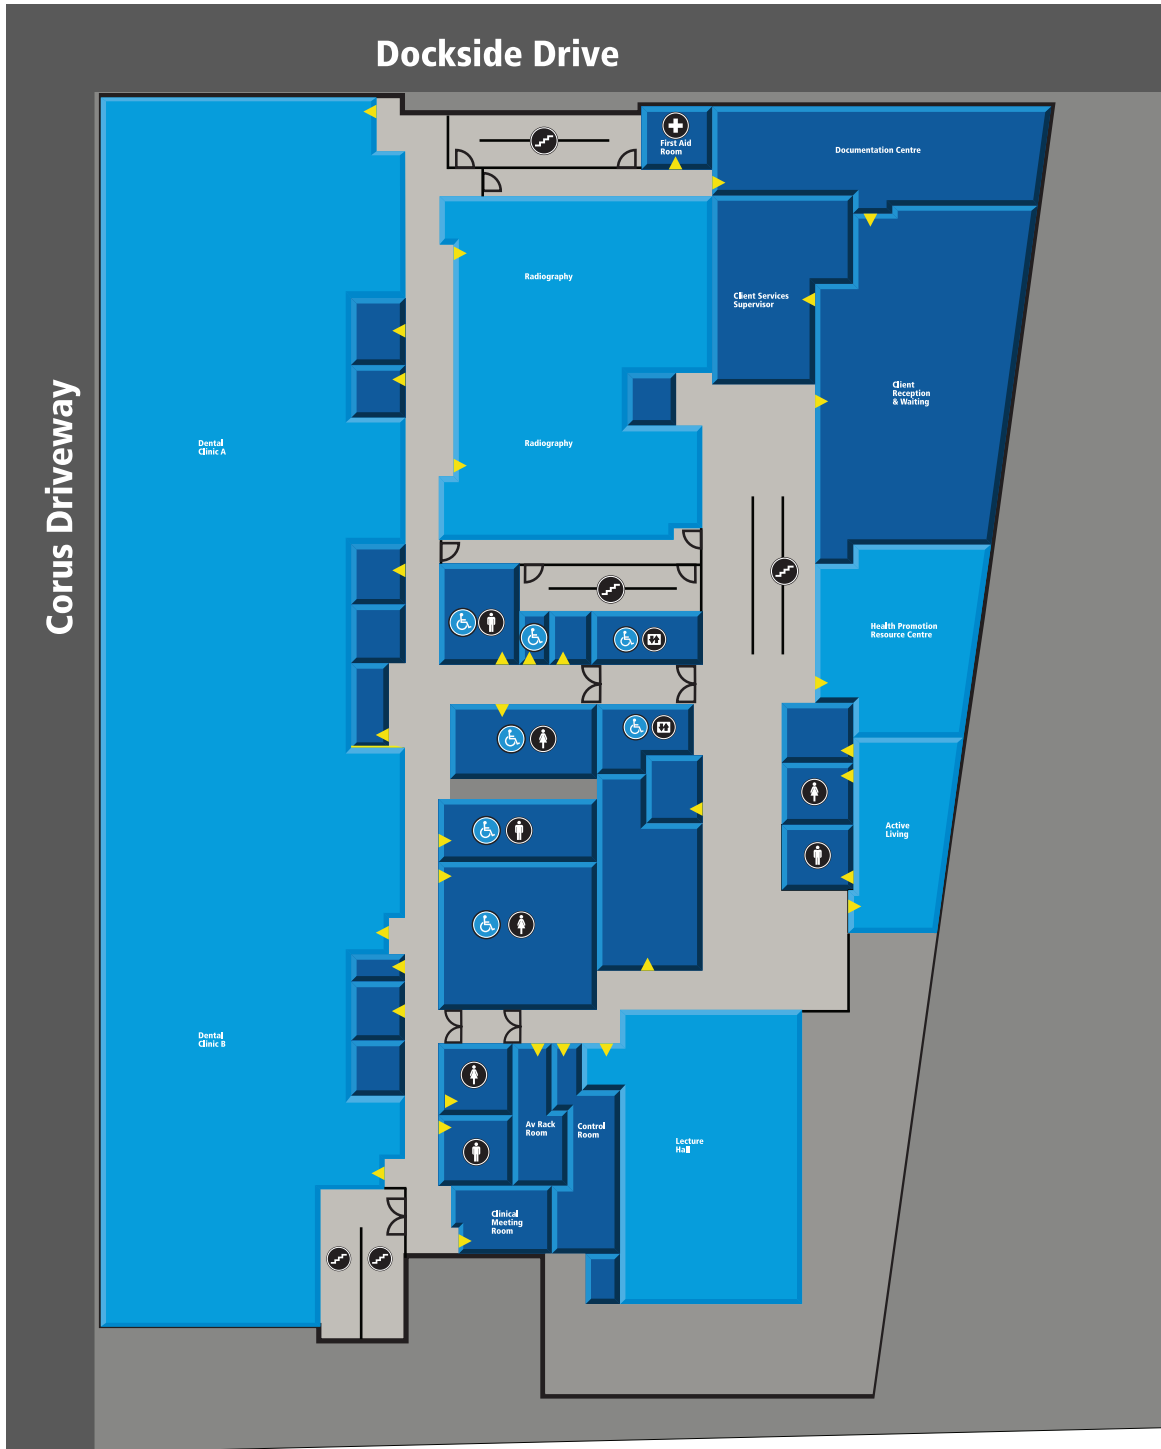 Dockside Drive
First Aid
Room
Documentation Centre
Radiography
Client Services
Supervisor
Client
Reception
& Waiting
Corus Driveway
Dental
Clinic A
Radiography
Health Promotion
Resource Centre
Active
Living
Dental
Clinic B
Av Rack
Room
Control
Room
Lecture
Hall
Clinical
Meeting
Room